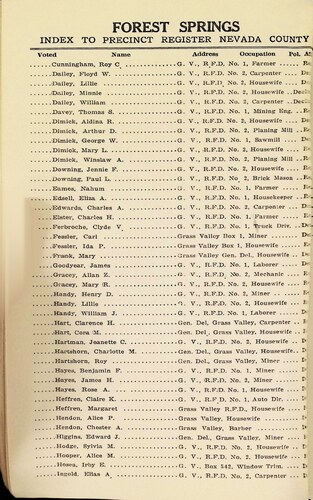 FOREST SPRINGS
INDEX TO PRECINCT REGISTER NEVADA COUNTY
Voted Name Address Occupation Pol.
Cunningham, Roy C. G. V., R.F.D. No. 1, Farmer
Dailey, Floyd W. G. V., R.F.D. No. 2, Carpenter
Dailey, Lillie G. V., R.F.D. No. 2, Housewife
Dailey, Minnie G. V., R.F.D. No. 2, Housewife
Dailey, William G. V., R.F.D. No. 2, Carpenter
Davey, Thomas S. G. V., R.F.D. No. 1, Mining Eng.
Dimick, Aldina R. G. V., R.F.D. No. 2, Housewife
Dimick, Arthur D. G. V., R.F.D. No. 2, Planing Mill
Dimick, George W. G. V., R.F.D. No. 1, Sawmill
Dimick, Mary L. G. V., R.F.D. No. 2, Housewife
Dimick, Winslow A. G. V., R.F.D. No. 2, Planing Mill
Downing, Jennie F. G. V., R.F.D. No. 2, Housewife
Downing, Paul L. G. V., R.F.D. No. 2, Brick Mason
Eames, Nahum G. V., R.F.D. No. 1, Farmer
Edsell, Eliza A. G. V., R.F.D. No. 1, Housekeeper
Edwards, Charles A. G. V., R.F.D. No. 2, Carpenter
Elster, Charles H. G. V., R.F.D. No. 1, Farmer
Ferbroche, Clyde V. G. V., R.F.D. No. 1, Truck Driv.
Fessler, Carl Grass Valley Box 1, Miner
Fessler, Ida P. Grass Valley Box 1, Housewife
Frank, Mary Grass Valley Gen. Del., Housewife
Goodyear, James G. V., R.F.D. No. 1, Laborer
Gracey, Allan Z. G. V., R.F.D. No. 2, Mechanic
Gracey, Mary R. G. V., R.F.D. No. 2, Housewife
Handy, Henry D. G. V., R.F.D. No. 2, Miner
Handy, Lillie G. V., R.F.D. No. 2, Housewife
Handy, William J. G. V., R.F.D. No. 1, Laborer
Hart, Clarence H. Gen. Del., Grass Valley, Carpenter
Hart, Cora M. Gen. Del., Grass Valley, Housewife
Hartman, Jeanette C. G. V., R.F.D. No. 2, Housewife
Hartshorn, Charlotte M. Gen. Del., Grass Valley, Housewife
Hartshorn, Roy Gen. Del., Grass Valley, Miner
Hayes, Benjamin F. G. V., R.F.D. No. 1, Miner
Hayes, James H. G. V., R.F.D. No. 2, Miner
Hayes, Rose A. G. V., R.F.D. No. 1, Housewife
Heffren, Claire K. G. V., R.F.D. No. 1, Auto Dir.
Heffren, Margaret Grass Valley R.F.D., Housewife
Hendon, Alice P. Grass Valley, Housewife
Hendon, Chester A. Grass Valley, Barber
Higgins, Edward J. Gen. Del., Grass Valley, Miner
Hodge, Sylvia M. G. V., R.F.D. No. 2, Housewife
Hooper, Alice M. G. V., R.F.D. No. 2, Housewife
Hosea, Irby E. G. V., Box 542, Window Trim.
Ingold, Elias A. G. V., R.F.D. No. 2, Carpenter